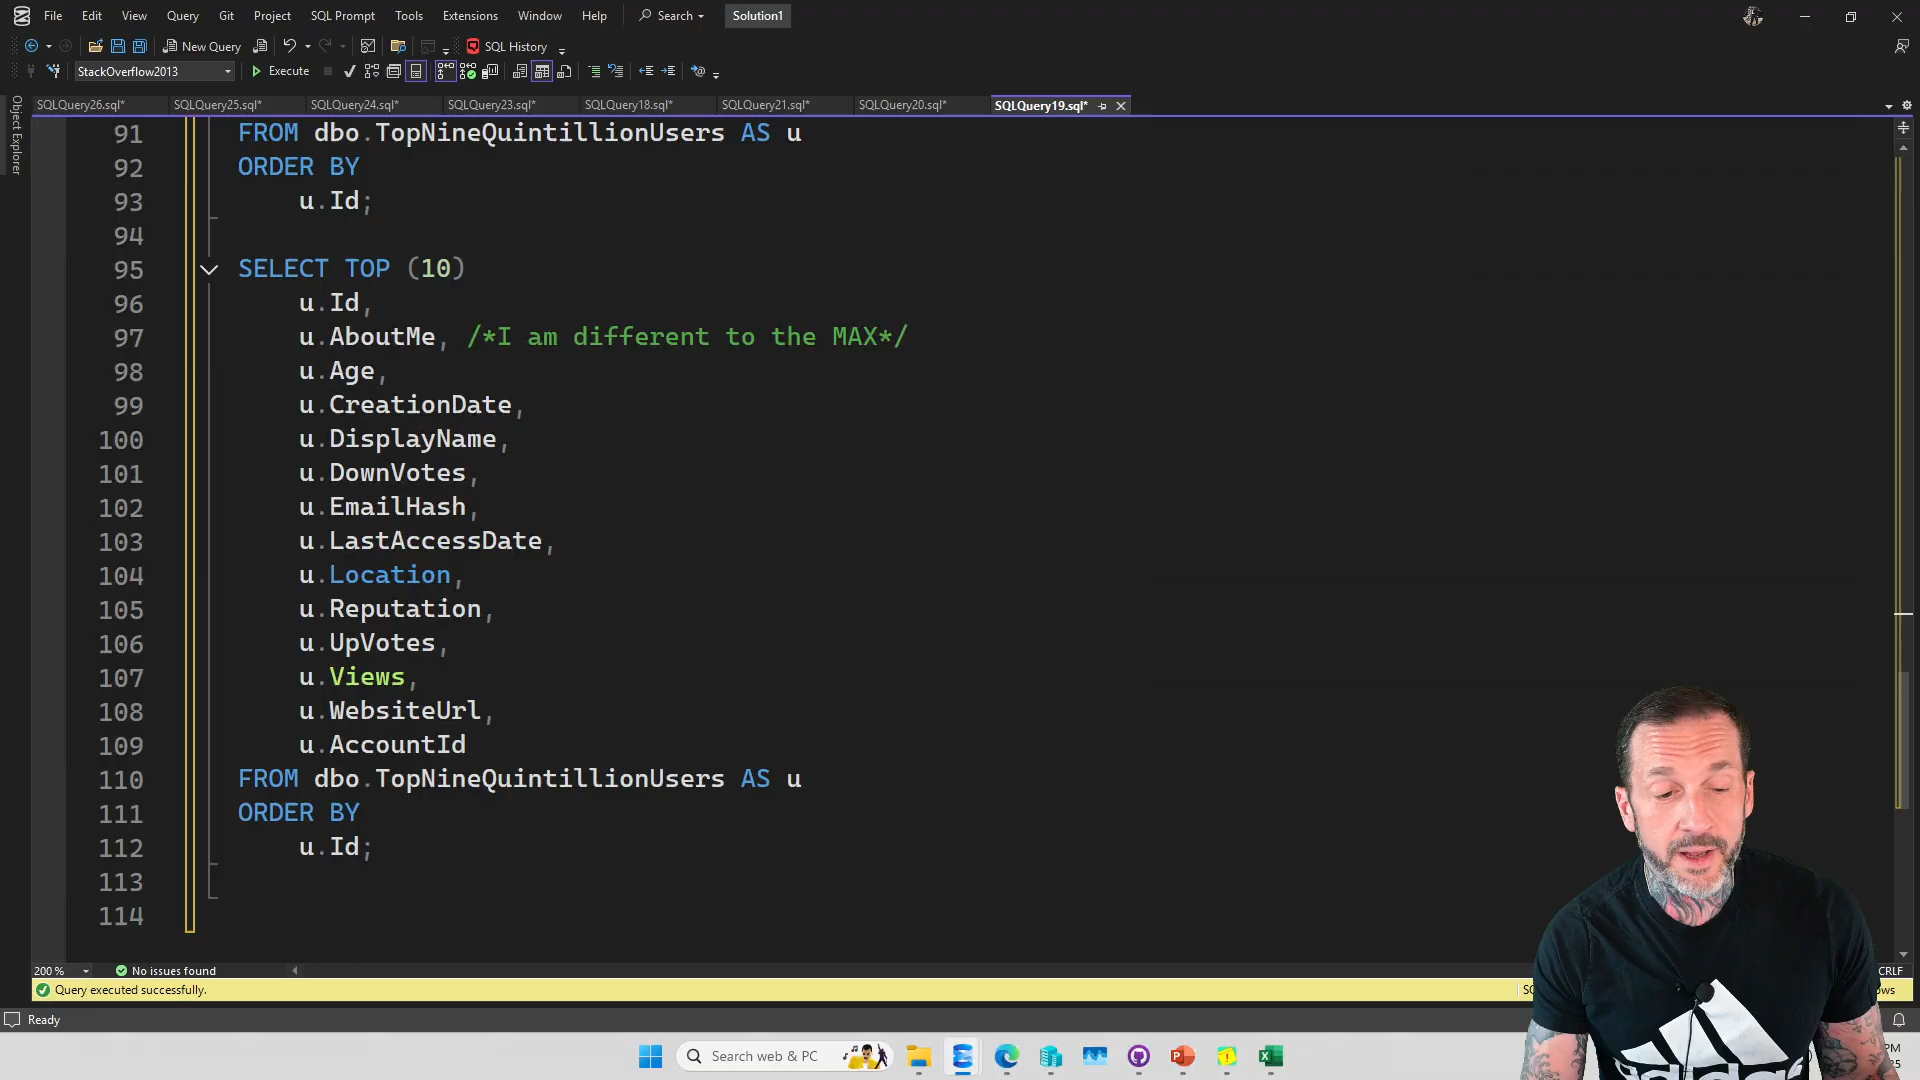 File Edit View Query Git Project SQL Prompt Tools Extensions Window Help Search Solution1
New Query SQL History
StackOverflow2013 Execute
SQLQuery26.sql* SQLQuery25.sql* SQLQuery24.sql* SQLQuery23.sql* SQLQuery18.sql* SQLQuery21.sql* SQLQuery20.sql* SQLQuery19.sql*
Object Explorer
91 FROM dbo.TopNineQuintillionUsers AS u
92 ORDER BY
93 u.Id;
94
95 SELECT TOP (10)
96 u.Id,
97 u.AboutMe, /*I am different to the MAX*/
98 u.Age,
99 u.CreationDate,
100 u.DisplayName,
101 u.DownVotes,
102 u.EmailHash,
103 u.LastAccessDate,
104 u.Location,
105 u.Reputation,
106 u.UpVotes,
107 u.Views,
108 u.WebsiteUrl,
109 u.AccountId
110 FROM dbo.TopNineQuintillionUsers AS u
111 ORDER BY
112 u.Id;
113
114
200 % No issues found CRLF
Query executed successfully.
Ready
Search web & PC PM